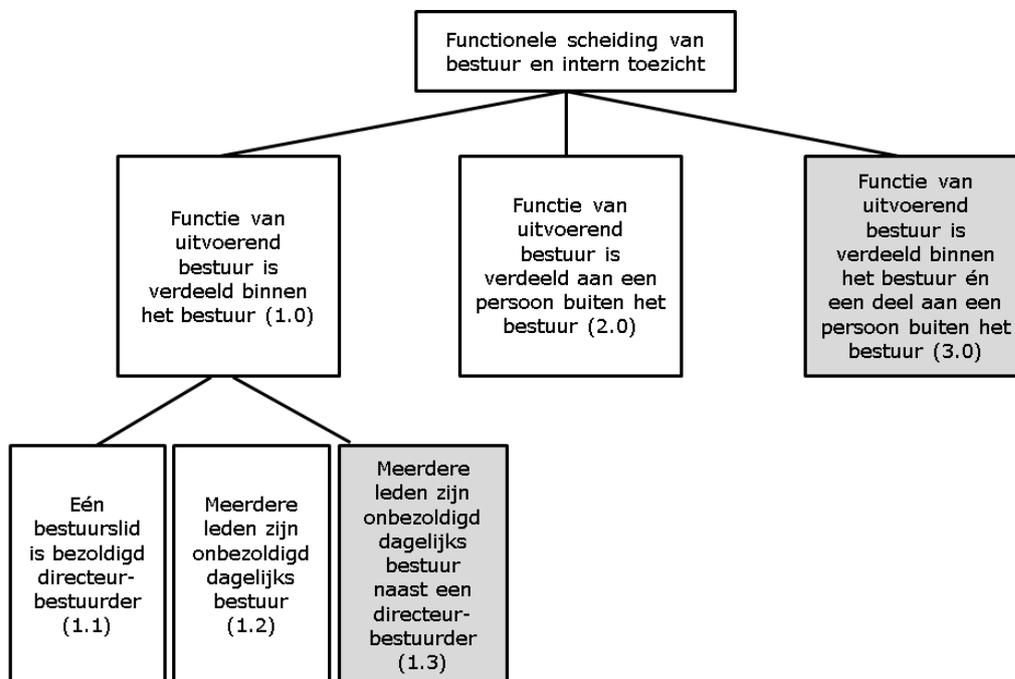 Functionele scheiding van
bestuur en intern toezicht
Functie van
uitvoerend
bestuur is
verdeeld binnen
het bestuur (1.0)
Functie van
uitvoerend
bestuur is
verdeeld aan een
persoon buiten het
bestuur (2.0)
Functie van
uitvoerend
bestuur is
verdeeld binnen
het bestuur én
een deel aan een
persoon buiten het
bestuur (3.0)
Eén
bestuurslid
is bezoldigd
directeur-
bestuurder
(1.1)
Meerdere
leden zijn
onbezoldigd
dagelijks
bestuur
(1.2)
Meerdere
leden zijn
onbezoldigd
dagelijks
bestuur
naast een
directeur-
bestuurder
(1.3)